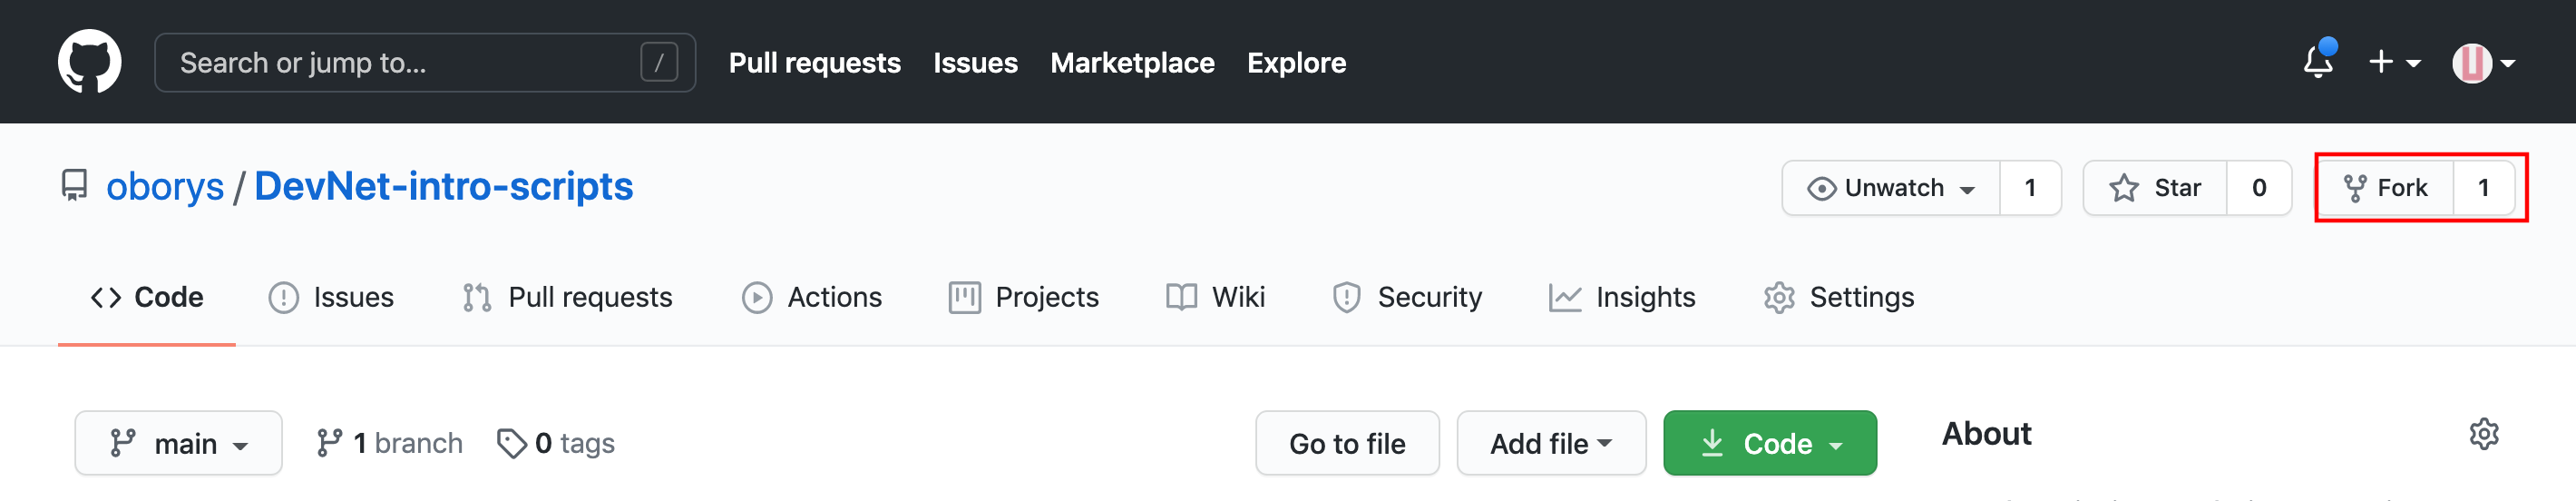 Search or jump to... / Pull requests Issues Marketplace Explore
oborys / DevNet-intro-scripts Unwatch 1 Star 0 Fork 1
Code Issues Pull requests Actions Projects Wiki Security Insights Settings
main 1 branch 0 tags Go to file Add file Code About